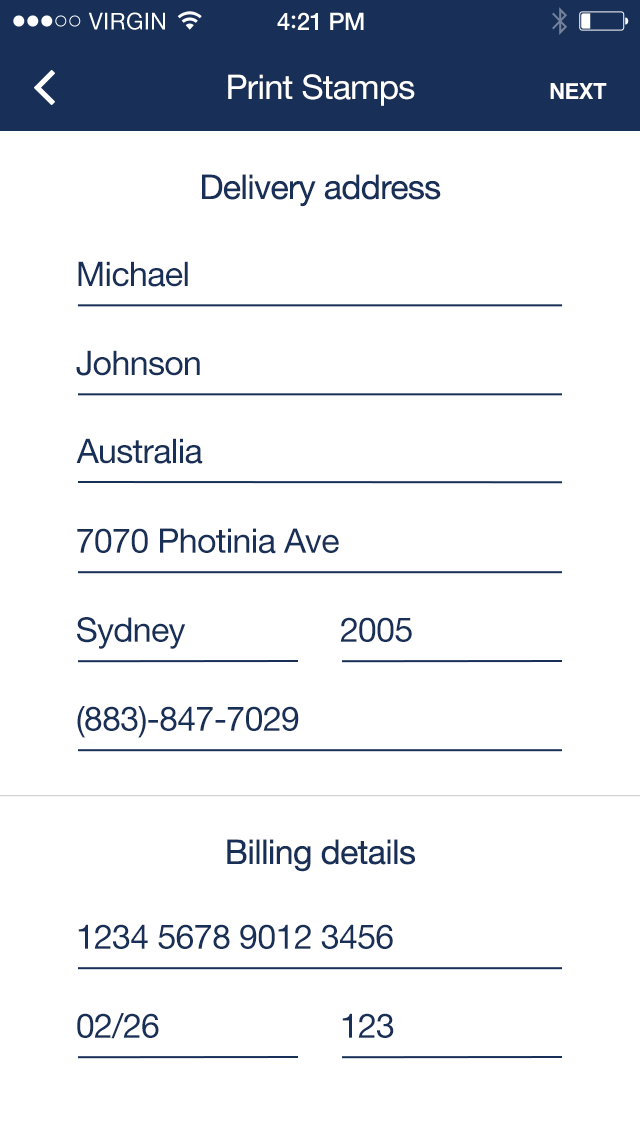 VIRGIN 4:21 PM
Print Stamps NEXT
Delivery address
Michael
Johnson
Australia
7070 Photinia Ave
Sydney 2005
(883)-847-7029
Billing details
1234 5678 9012 3456
02/26 123